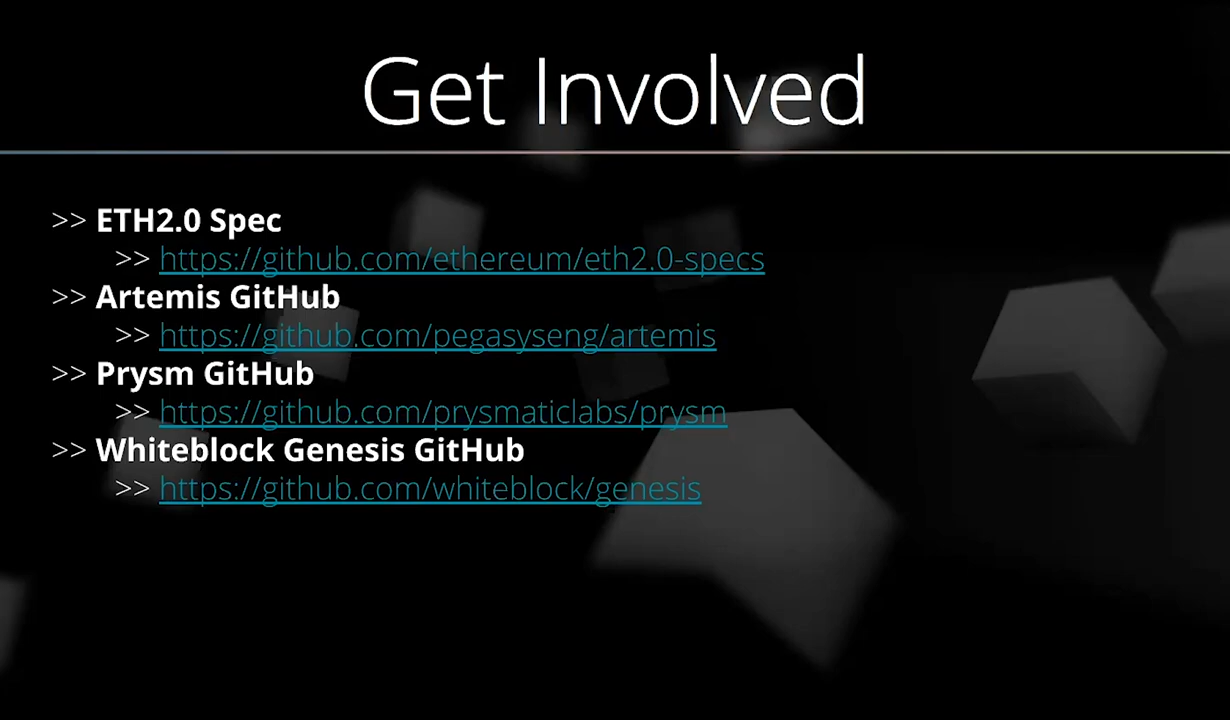 Get Involved
>> ETH2.0 Spec
>> https://github.com/ethereum/eth2.0-specs
>> Artemis GitHub
>> https://github.com/pegasyseng/artemis
>> Prysm GitHub
>> https://github.com/prysmaticlabs/prysm
>> Whiteblock Genesis GitHub
>> https://github.com/whiteblock/genesis